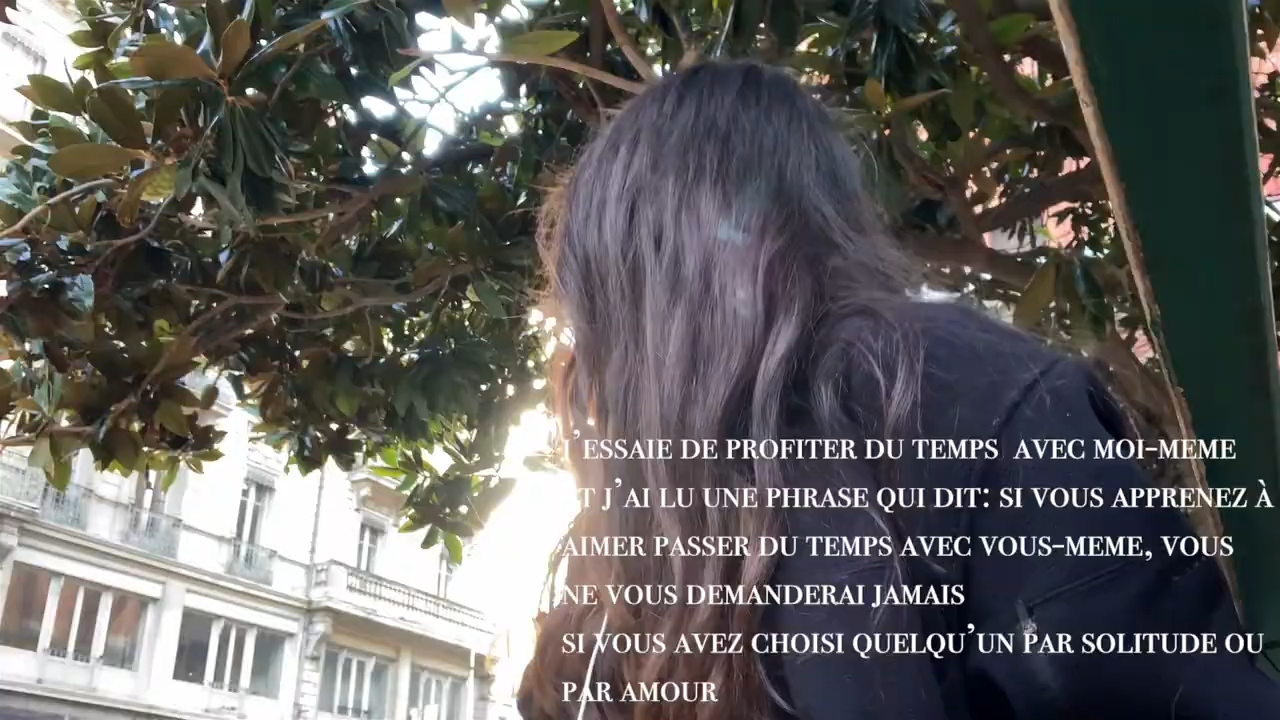 J'ESSAIE DE PROFITER DU TEMPS AVEC MOI-MEME
ET J'AI LU UNE PHRASE QUI DIT: SI VOUS APPRENEZ À
AIMER PASSER DU TEMPS AVEC VOUS-MEME, VOUS
NE VOUS DEMANDERAI JAMAIS
SI VOUS AVEZ CHOISI QUELQU'UN PAR SOLITUDE OU
PAR AMOUR